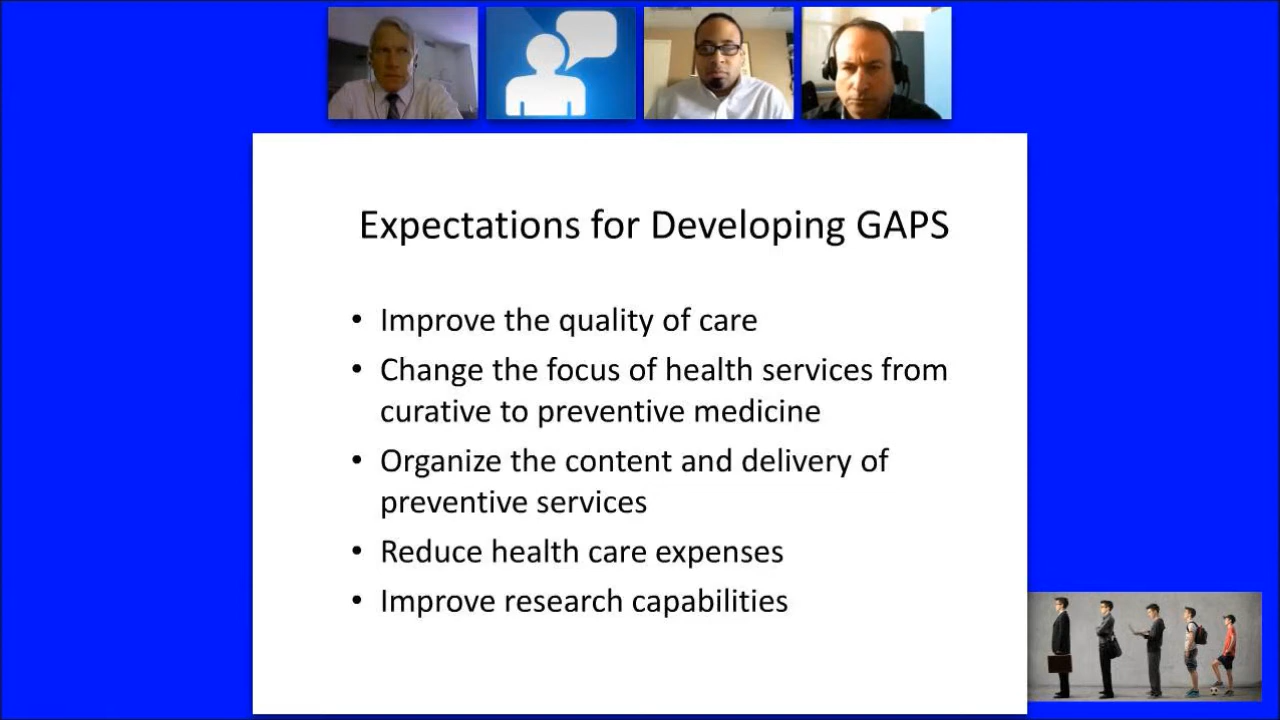 Expectations for Developing GAPS
• Improve the quality of care
• Change the focus of health services from
curative to preventive medicine
• Organize the content and delivery of
preventive services
• Reduce health care expenses
• Improve research capabilities